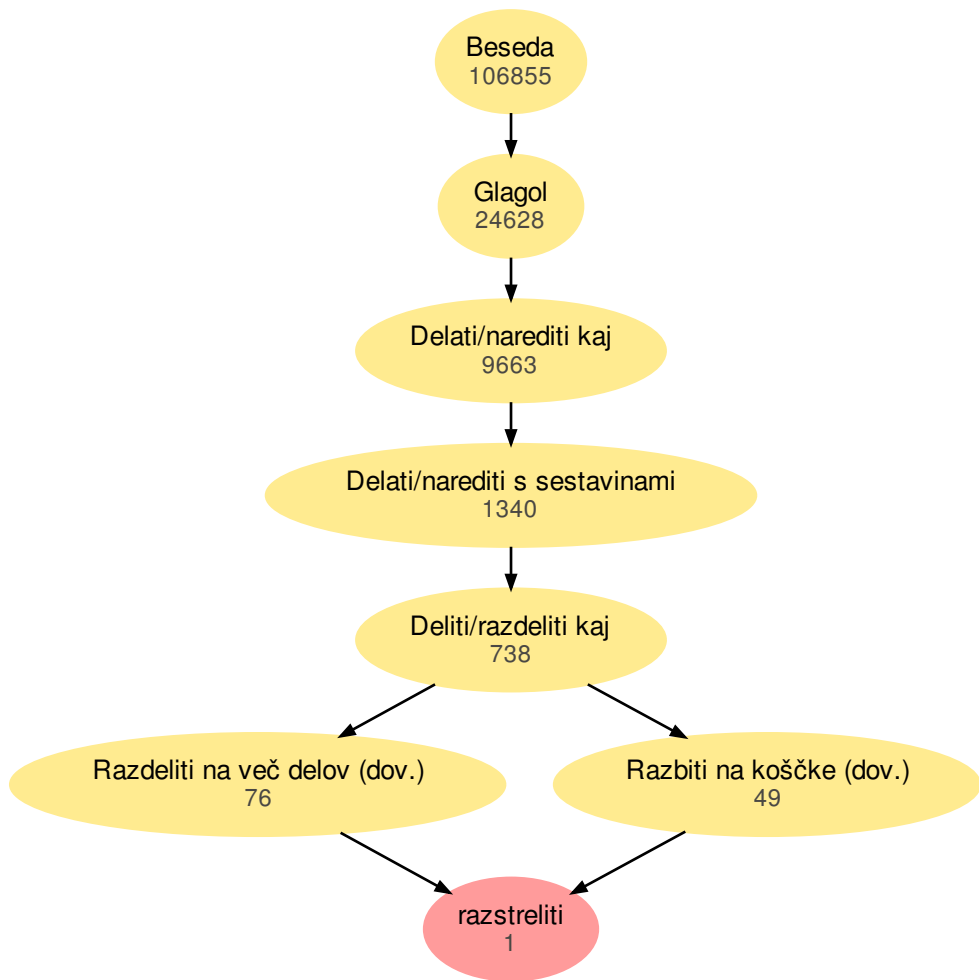 Beseda
106855
Glagol
24628
Delati/narediti kaj
9663
Delati/narediti s sestavinami
1340
Deliti/razdeliti kaj
738
Razdeliti na več delov (dov.)
76
Razbiti na koščke (dov.)
49
razstreliti
1